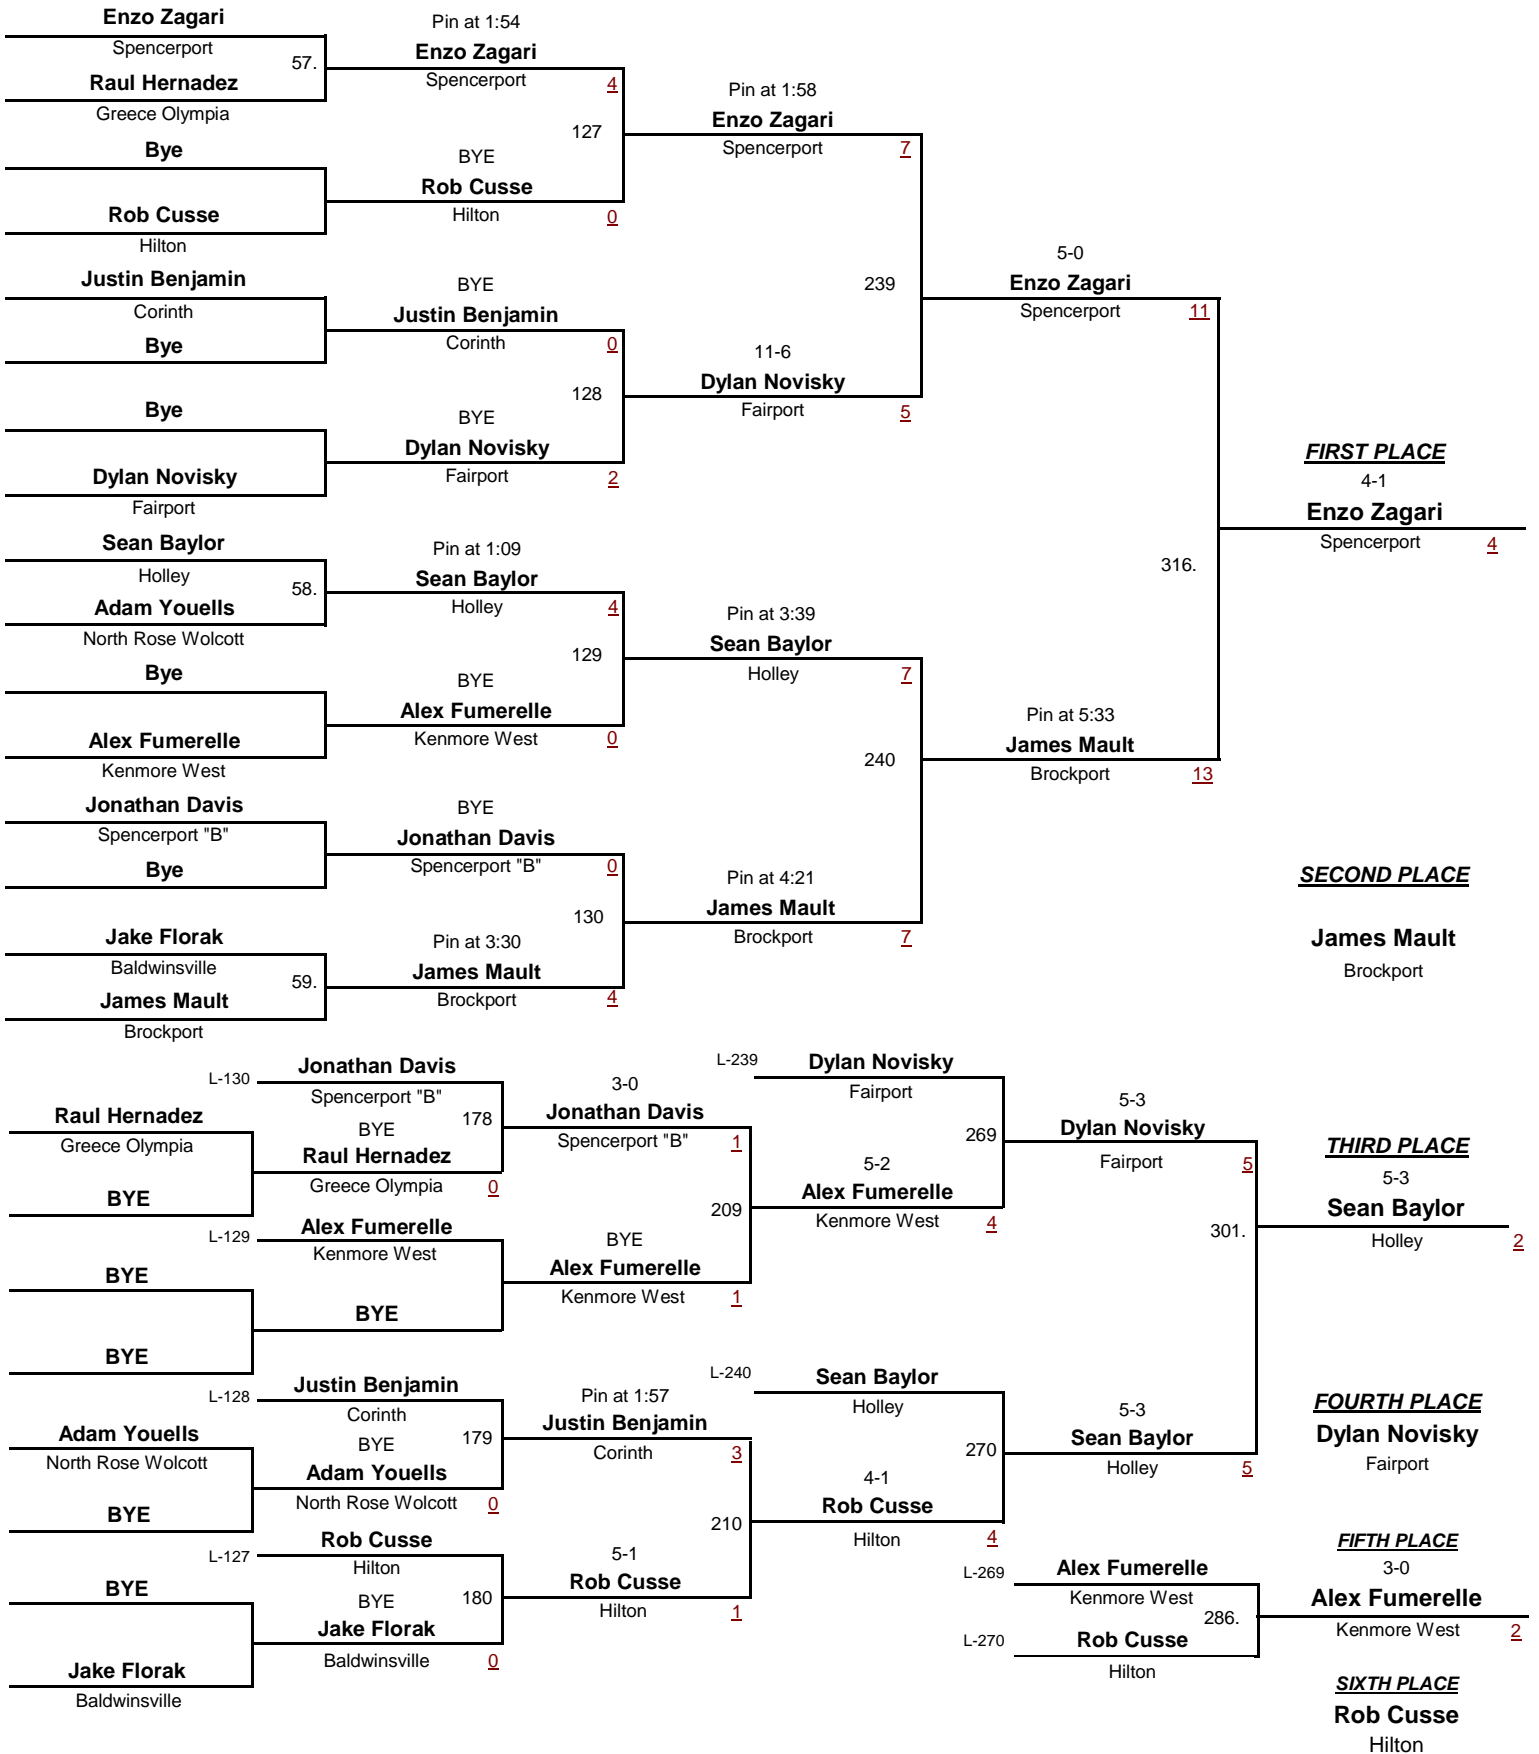 Enzo Zagari
Spencerport
57.
Raul Hernadez
Greece Olympia
Bye
Rob Cusse
Hilton
Justin Benjamin
Corinth
Bye
Bye
Dylan Novisky
Fairport
Sean Baylor
Holley
58.
Adam Youells
North Rose Wolcott
Bye
Alex Fumerelle
Kenmore West
Jonathan Davis
Spencerport "B"
Bye
Jake Florak
Baldwinsville
59.
James Mault
Brockport
Pin at 1:54
Enzo Zagari
Spencerport
4
127
BYE
Rob Cusse
Hilton
0
BYE
Justin Benjamin
Corinth
0
128
BYE
Dylan Novisky
Fairport
2
Pin at 1:09
Sean Baylor
Holley
4
129
BYE
Alex Fumerelle
Kenmore West
0
BYE
Jonathan Davis
Spencerport "B"
0
130
Pin at 3:30
James Mault
Brockport
4
Pin at 1:58
Enzo Zagari
Spencerport
7
239
11-6
Dylan Novisky
Fairport
5
Pin at 3:39
Sean Baylor
Holley
7
240
Pin at 4:21
James Mault
Brockport
7
5-0
Enzo Zagari
Spencerport
11
316.
Pin at 5:33
James Mault
Brockport
13
FIRST PLACE
4-1
Enzo Zagari
Spencerport
4
SECOND PLACE
James Mault
Brockport
L-130
Jonathan Davis
Spencerport "B"
178
Raul Hernadez
Greece Olympia
BYE
BYE
Raul Hernadez
Greece Olympia
0
L-129
Alex Fumerelle
Kenmore West
BYE
BYE
BYE
L-128
Justin Benjamin
Corinth
179
Adam Youells
North Rose Wolcott
BYE
BYE
Adam Youells
North Rose Wolcott
0
L-127
Rob Cusse
Hilton
180
BYE
Jake Florak
Baldwinsville
BYE
Jake Florak
Baldwinsville
0
3-0
Jonathan Davis
Spencerport "B"
1
209
BYE
Alex Fumerelle
Kenmore West
1
Pin at 1:57
Justin Benjamin
Corinth
3
210
5-1
Rob Cusse
Hilton
1
L-239
Dylan Novisky
Fairport
269
5-2
Alex Fumerelle
Kenmore West
4
L-240
Sean Baylor
Holley
270
4-1
Rob Cusse
Hilton
4
5-3
Dylan Novisky
Fairport
5
301.
5-3
Sean Baylor
Holley
5
THIRD PLACE
5-3
Sean Baylor
Holley
2
FOURTH PLACE
Dylan Novisky
Fairport
L-269
Alex Fumerelle
Kenmore West
286.
L-270
Rob Cusse
Hilton
FIFTH PLACE
3-0
Alex Fumerelle
Kenmore West
2
SIXTH PLACE
Rob Cusse
Hilton